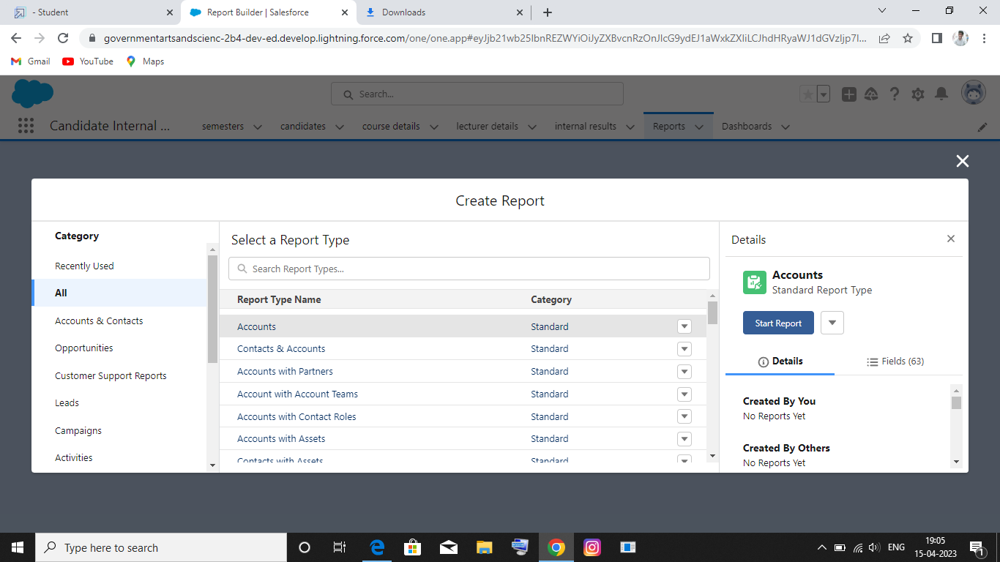 - Student
Report Builder | Salesforce
Downloads
governmentartsandscienc-2b4-dev-ed.develop.lightning.force.com/one/one.app#
Gmail
YouTube
Maps
Search...
Candidate Internal ...
semesters
candidates
course details
lecturer details
internal results
Reports
Dashboards
Create Report
Category
Recently Used
All
Accounts & Contacts
Opportunities
Customer Support Reports
Leads
Campaigns
Activities
Select a Report Type
Search Report Types...
Report Type Name Category
Accounts Standard
Contacts & Accounts Standard
Accounts with Partners Standard
Account with Account Teams Standard
Accounts with Contact Roles Standard
Accounts with Assets Standard
Contacts with Assets Standard
Details
Accounts
Standard Report Type
Start Report
Details
Fields (63)
Created By You
No Reports Yet
Created By Others
No Reports Yet
Type here to search
ENG
19:05
15-04-2023
1